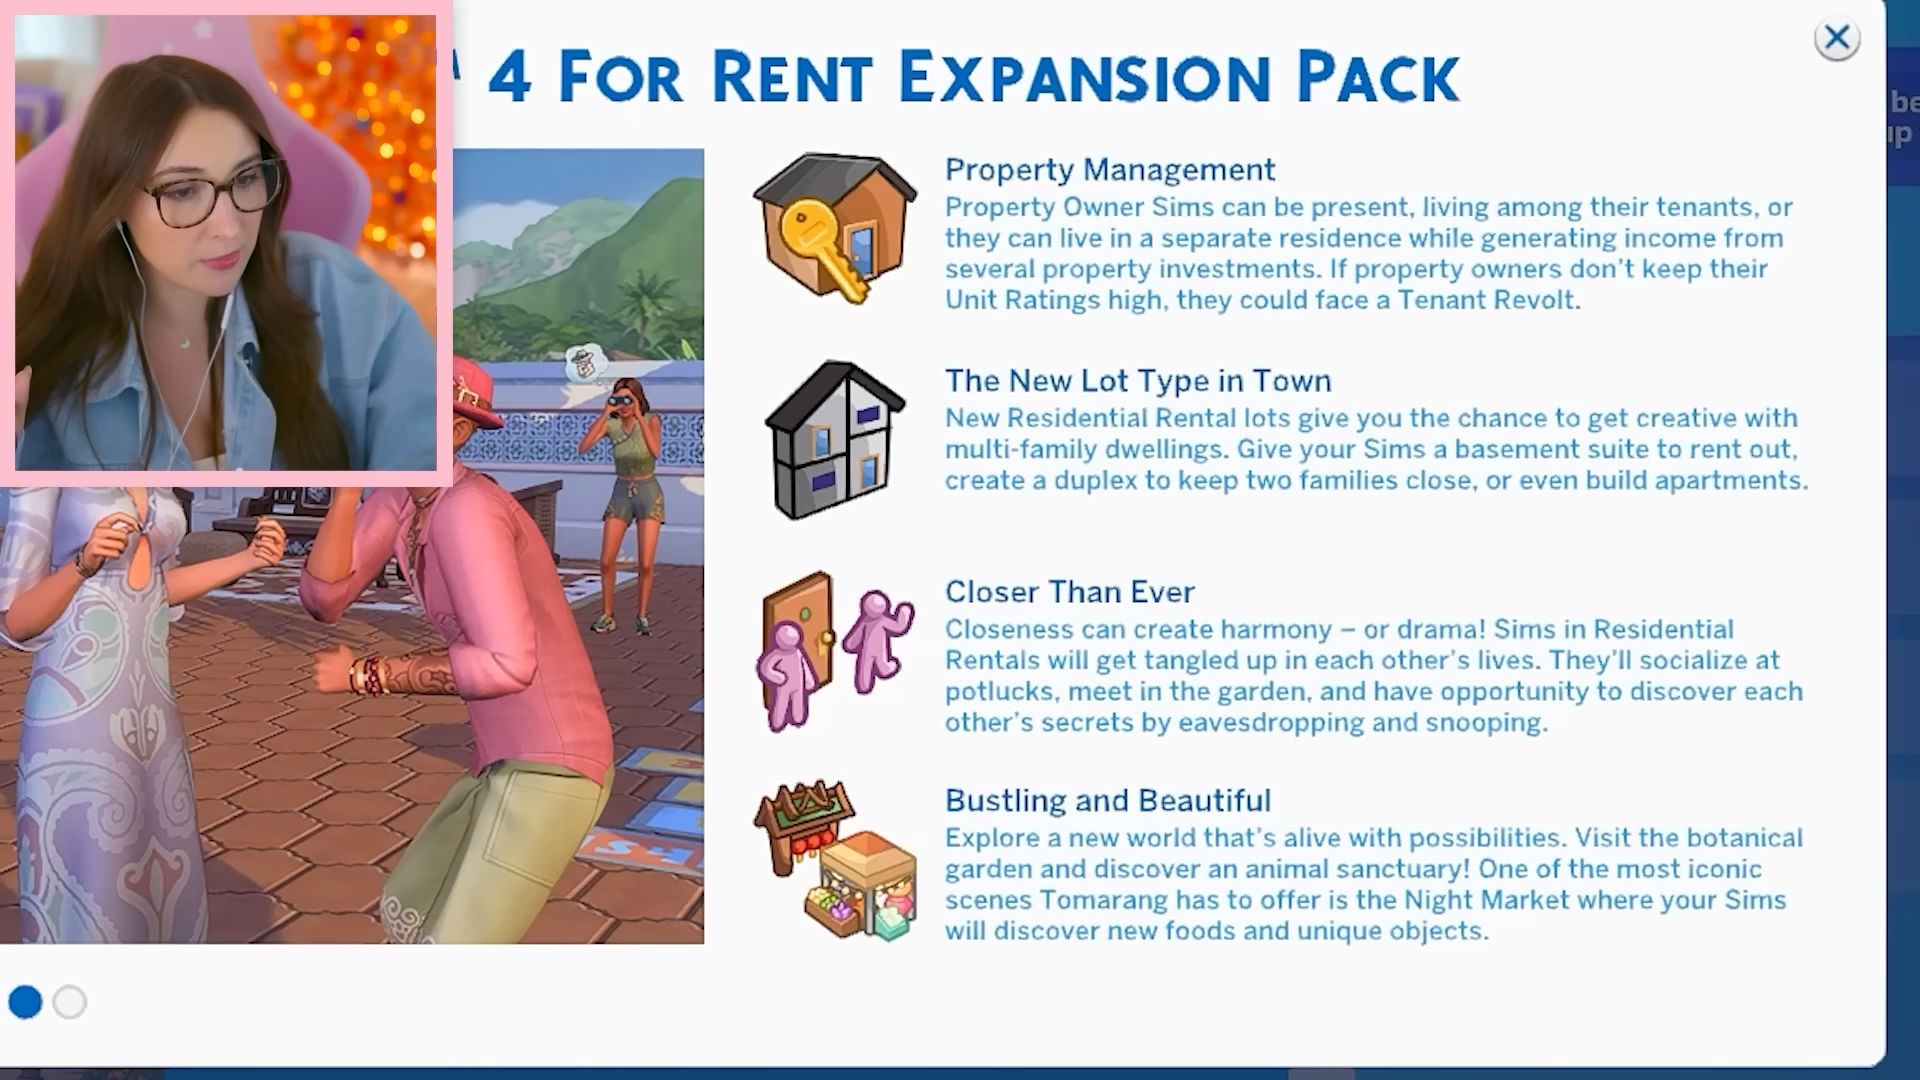 4 FOR RENT EXPANSION PACK
be
up
Property Management
Property Owner Sims can be present, living among their tenants, or
they can live in a separate residence while generating income from
several property investments. If property owners don't keep their
Unit Ratings high, they could face a Tenant Revolt.
The New Lot Type in Town
New Residential Rental lots give you the chance to get creative with
multi-family dwellings. Give your Sims a basement suite to rent out,
create a duplex to keep two families close, or even build apartments.
Closer Than Ever
Closeness can create harmony – or drama! Sims in Residential
Rentals will get tangled up in each other's lives. They'll socialize at
potlucks, meet in the garden, and have opportunity to discover each
other's secrets by eavesdropping and snooping.
Bustling and Beautiful
Explore a new world that's alive with possibilities. Visit the botanical
garden and discover an animal sanctuary! One of the most iconic
scenes Tomarang has to offer is the Night Market where your Sims
will discover new foods and unique objects.